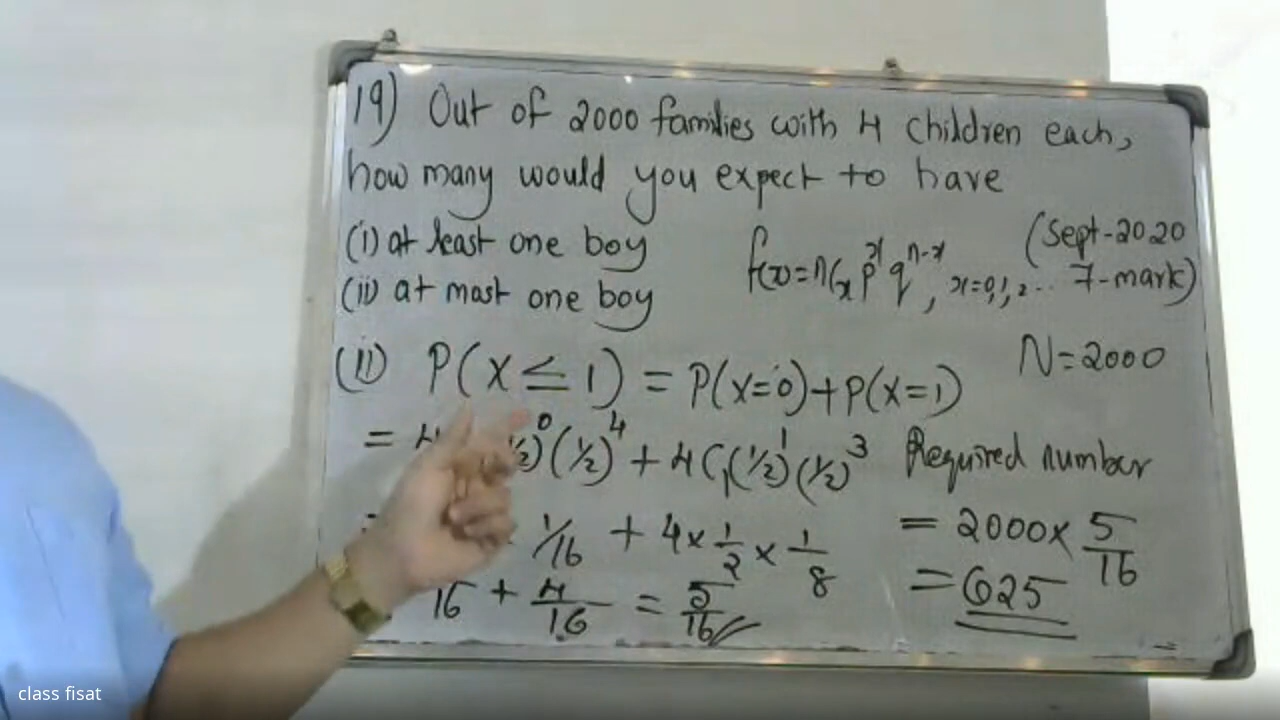 19) Out of 2000 families with 4 children each,
how many would you expect to have
(i) at least one boy
(ii) at most one boy
f(x)=nCx p^x q^n-x, x=0,1,2...
(Sept-2020
7-mark)
(ii) P(X ≤ 1) = P(X=0)+P(X=1)
N=2000
= 4 ½)^0 (½)^4 + 4C1(½)^1 (½)^3
= 1/16 + 4×1/2×1/8
16 + 4/16 = 5/16
Required number
= 2000× 5/16
= 625
class fisat